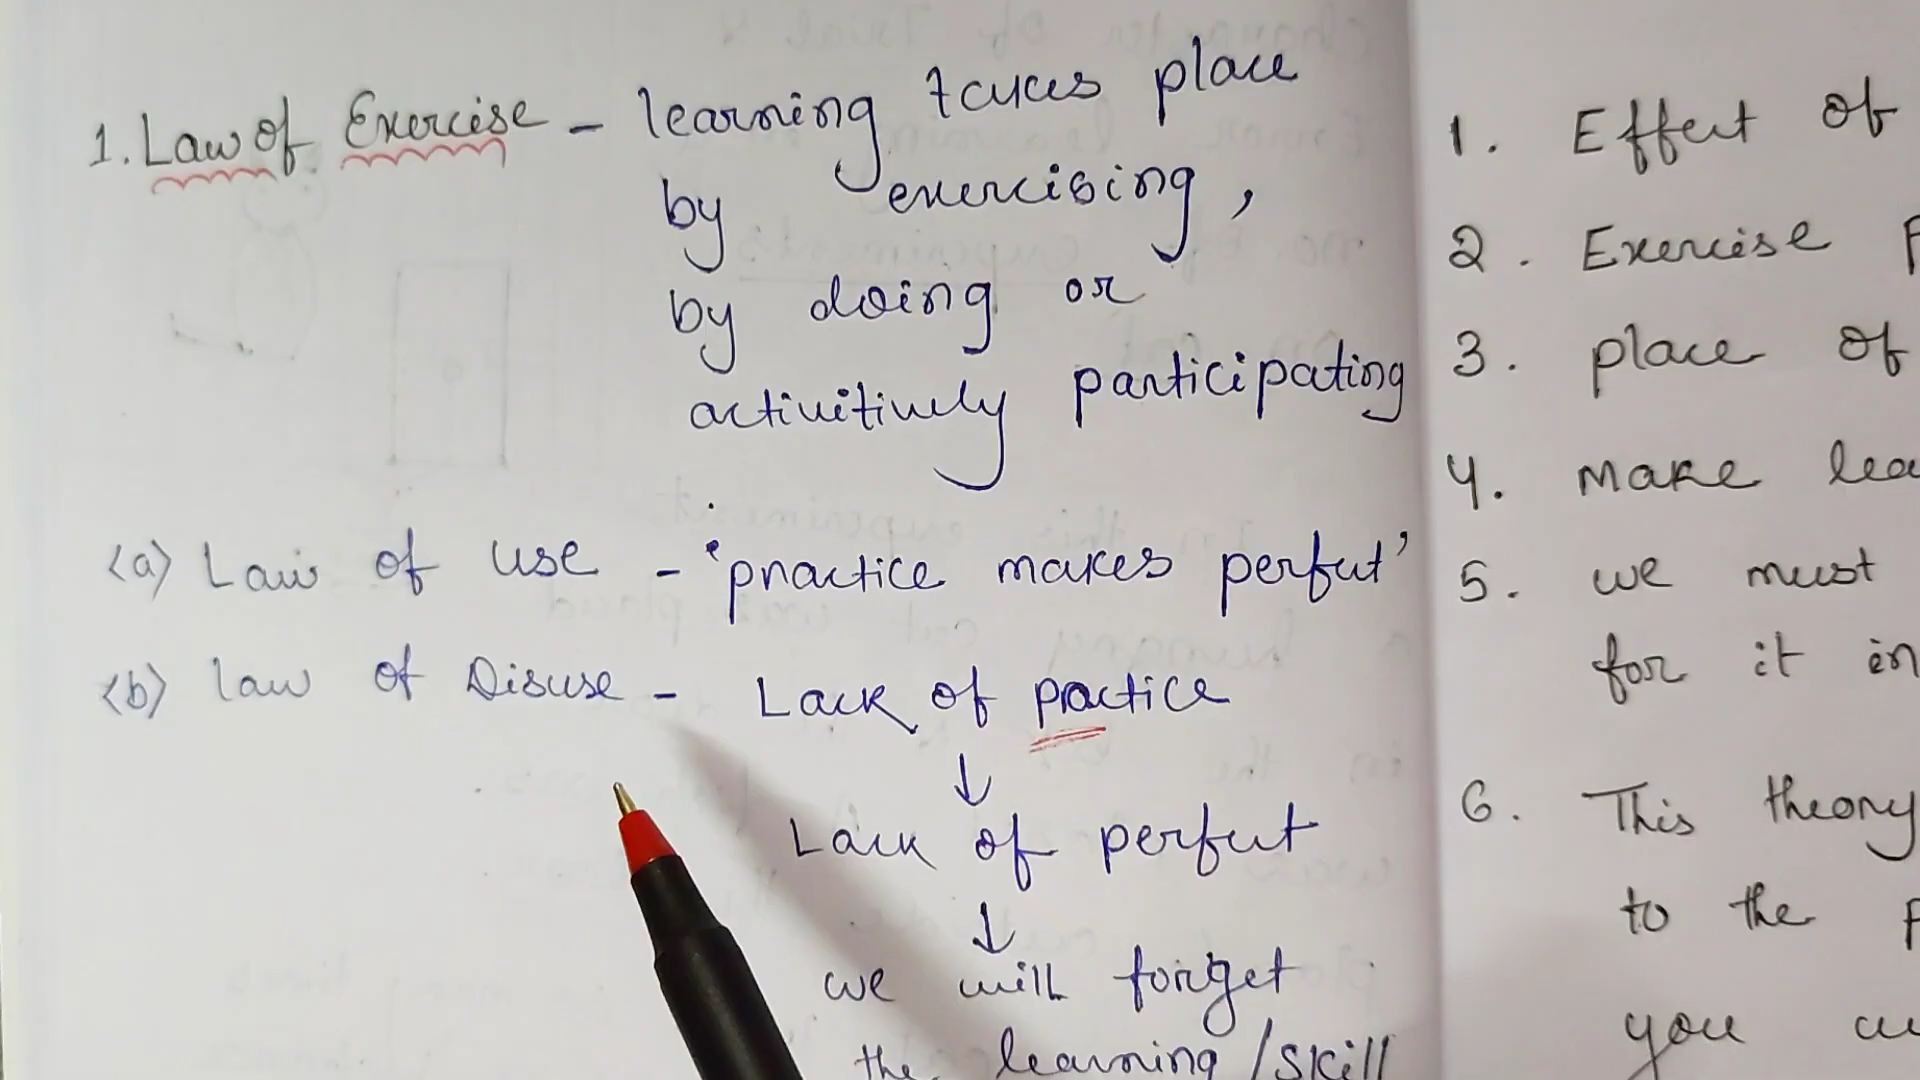 1. Law of Exercise - learning takes place
by exercising,
by doing or
activitively participating
(a) Law of use - 'practice makes perfect'
(b) law of Disuse - Lack of practice
↓
Lack of perfect
↓
we will forget
the learning/skill
1. Effect of
2. Exercise
3. place of
4. Make lea
5. we must
for it in
6. This theory
to the
you